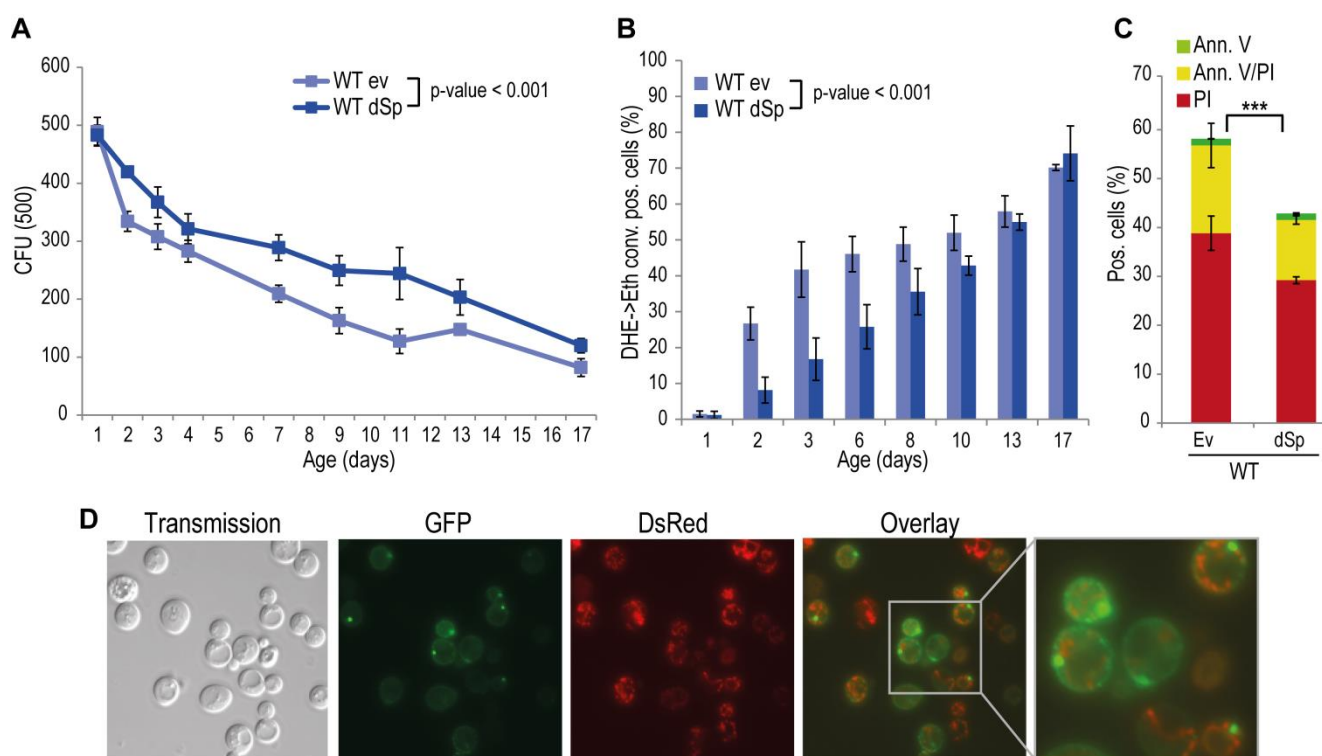 A
CFU (500)
600
500
400
300
200
100
0
WT ev
WT dSp
p-value < 0.001
1 2 3 4 5 6 7 8 9 10 11 12 13 14 15 16 17
Age (days)
B
DHE->Eth conv. pos. cells (%)
100
90
80
70
60
50
40
30
20
10
0
WT ev
WT dSp
p-value < 0.001
1 2 3 6 8 10 13 17
Age (days)
C
Ann. V
Ann. V/PI
PI
Pos. cells (%)
70
60
50
40
30
20
10
0
***
Ev dSp
WT
D
Transmission GFP DsRed Overlay